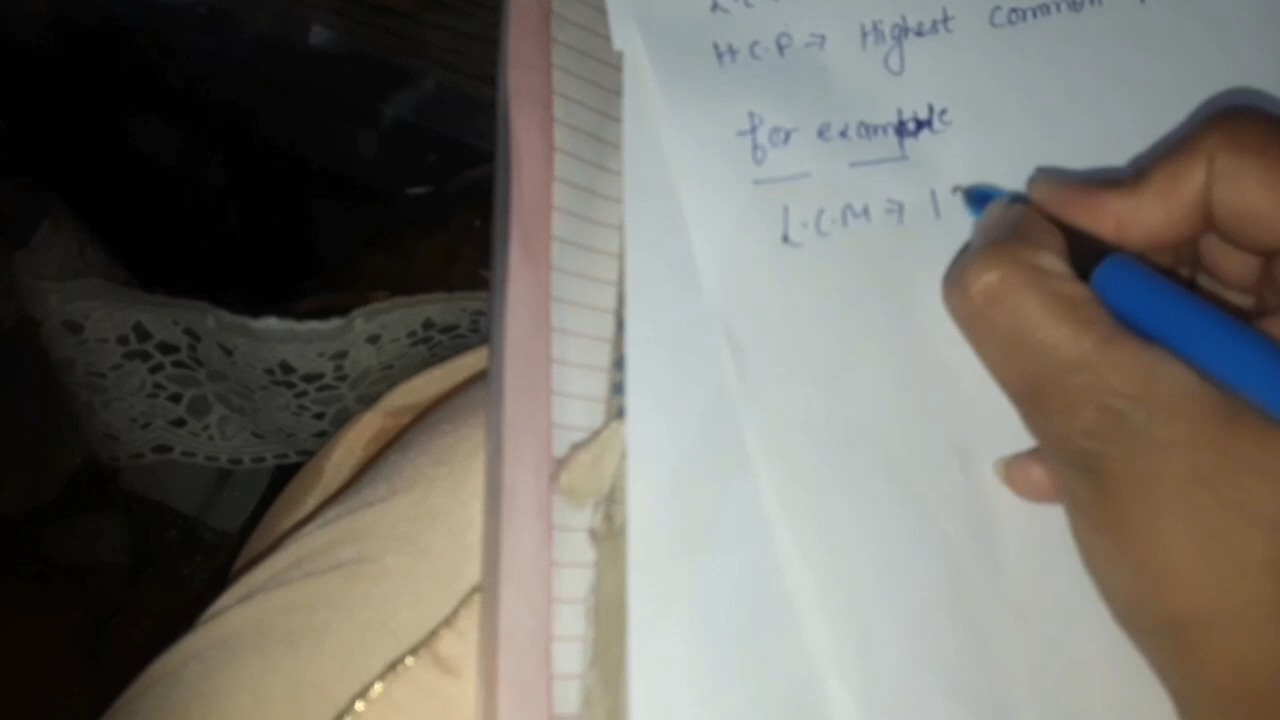 H C F → Highest Common
for example
L.C.M → 1